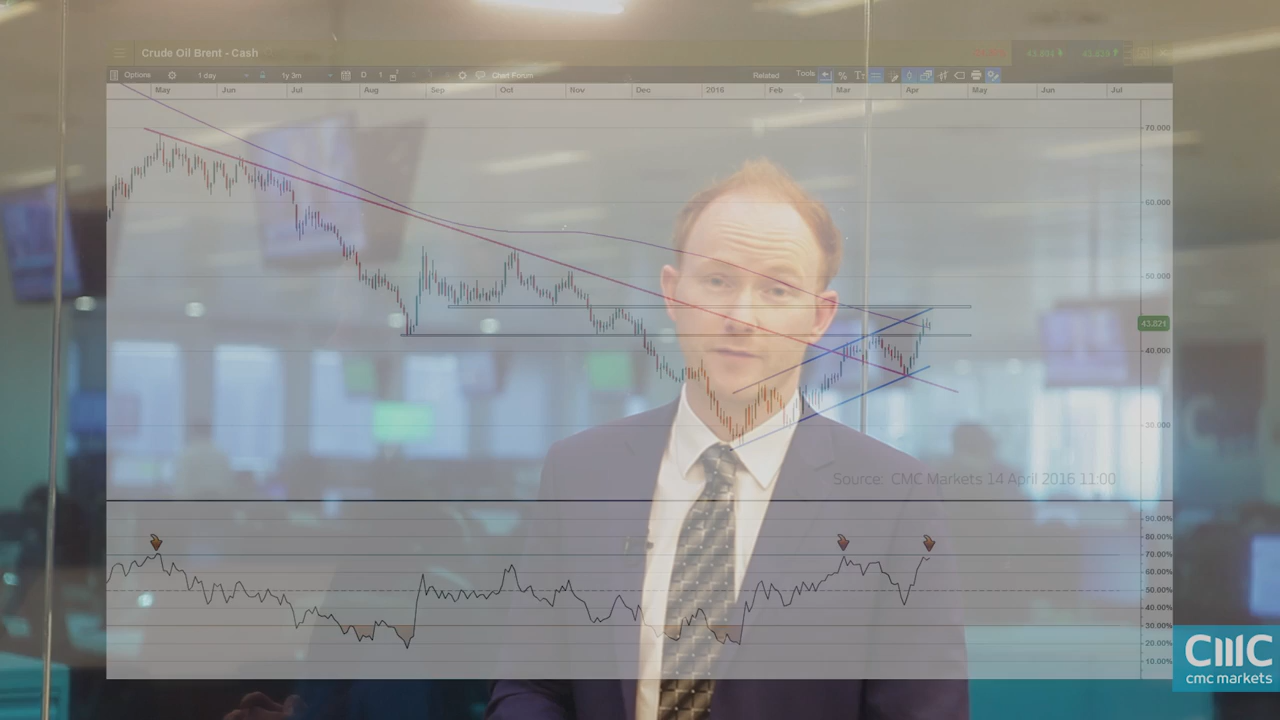 Crude Oil Brent - Cash
Options 1 day 1y 3m D 1 Chart Forum Related Tools
May Jun Jul Aug Sep Oct Nov Dec 2016 Feb Mar Apr May Jun Jul
70.000
60.000
50.000
43.821
40.000
30.000
Source: CMC Markets 14 April 2016 11:00
90.00%
80.00%
70.00%
60.00%
50.00%
40.00%
30.00%
20.00%
10.00%
CMC
cmc markets